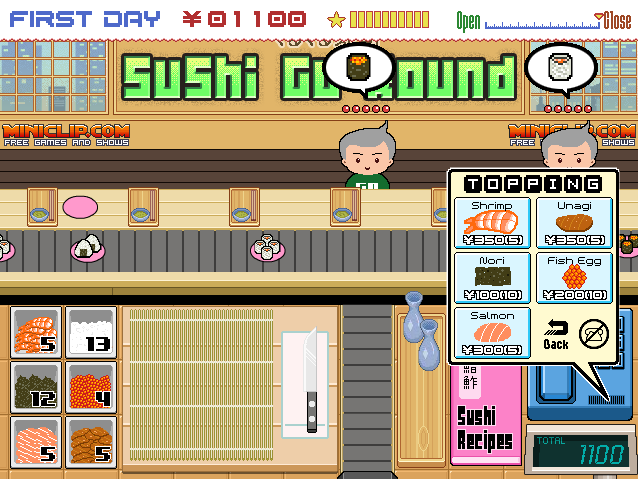 FIRST DAY ¥01100 Open Close
SuShi Go Round
MINICLIP.COM
FREE GAMES AND SHOWS
MINICLIP.COM
FREE GAMES AND SHOWS
GO
TOPPING
Shrimp Unagi
¥350(5) ¥350(5)
Nori Fish Egg
¥100(10) ¥200(10)
Salmon
¥300(5)
Back
5 13
12 4
5 5
Sushi
Recipes
TOTAL
1100